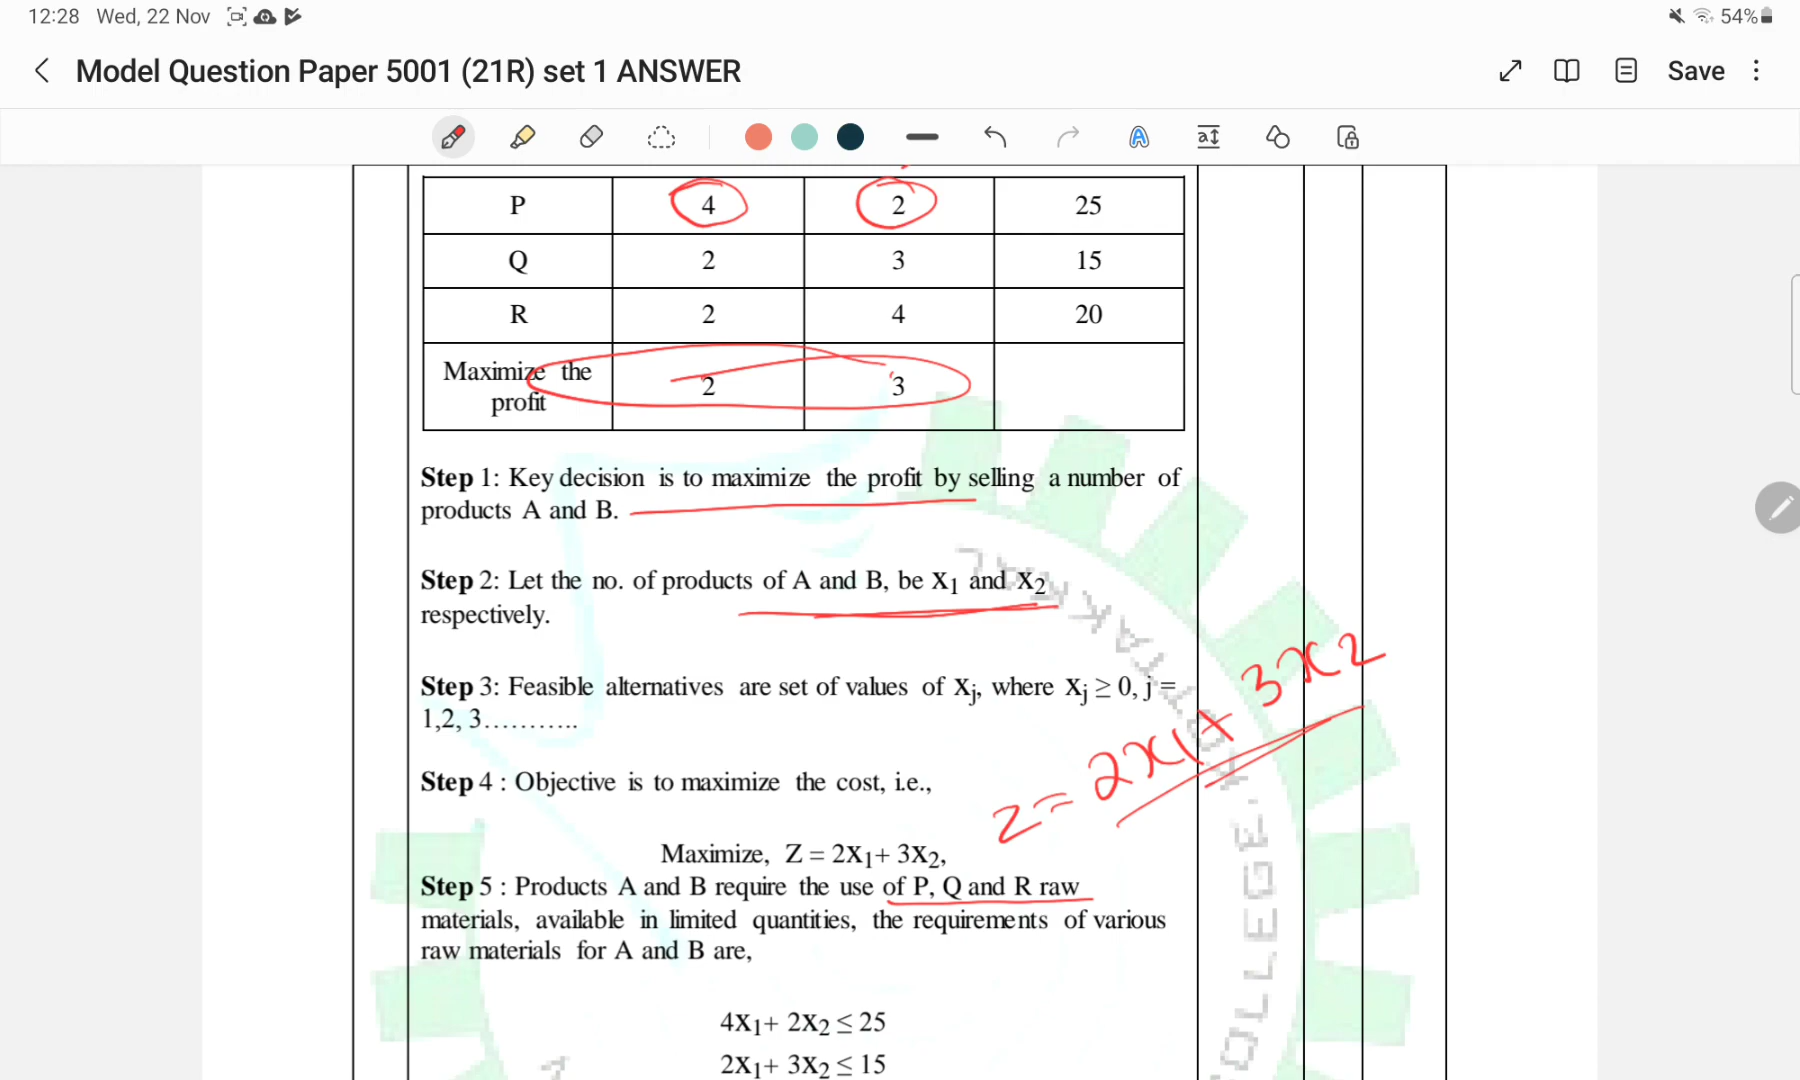 12:28 Wed, 22 Nov 54%
Model Question Paper 5001 (21R) set 1 ANSWER Save
P 4 2 25
Q 2 3 15
R 2 4 20
Maximize the
profit 2 3
Step 1: Key decision is to maximize the profit by selling a number of
products A and B.
Step 2: Let the no. of products of A and B, be X1 and X2
respectively.
Step 3: Feasible alternatives are set of values of Xj, where Xj ≥ 0, j =
1,2, 3...........
Step 4 : Objective is to maximize the cost, i.e.,
z = 2x1 + 3x2
Maximize, Z = 2X1+ 3X2,
Step 5 : Products A and B require the use of P, Q and R raw
materials, available in limited quantities, the requirements of various
raw materials for A and B are,
4X1+ 2X2 ≤ 25
2X1+ 3X2 ≤ 15